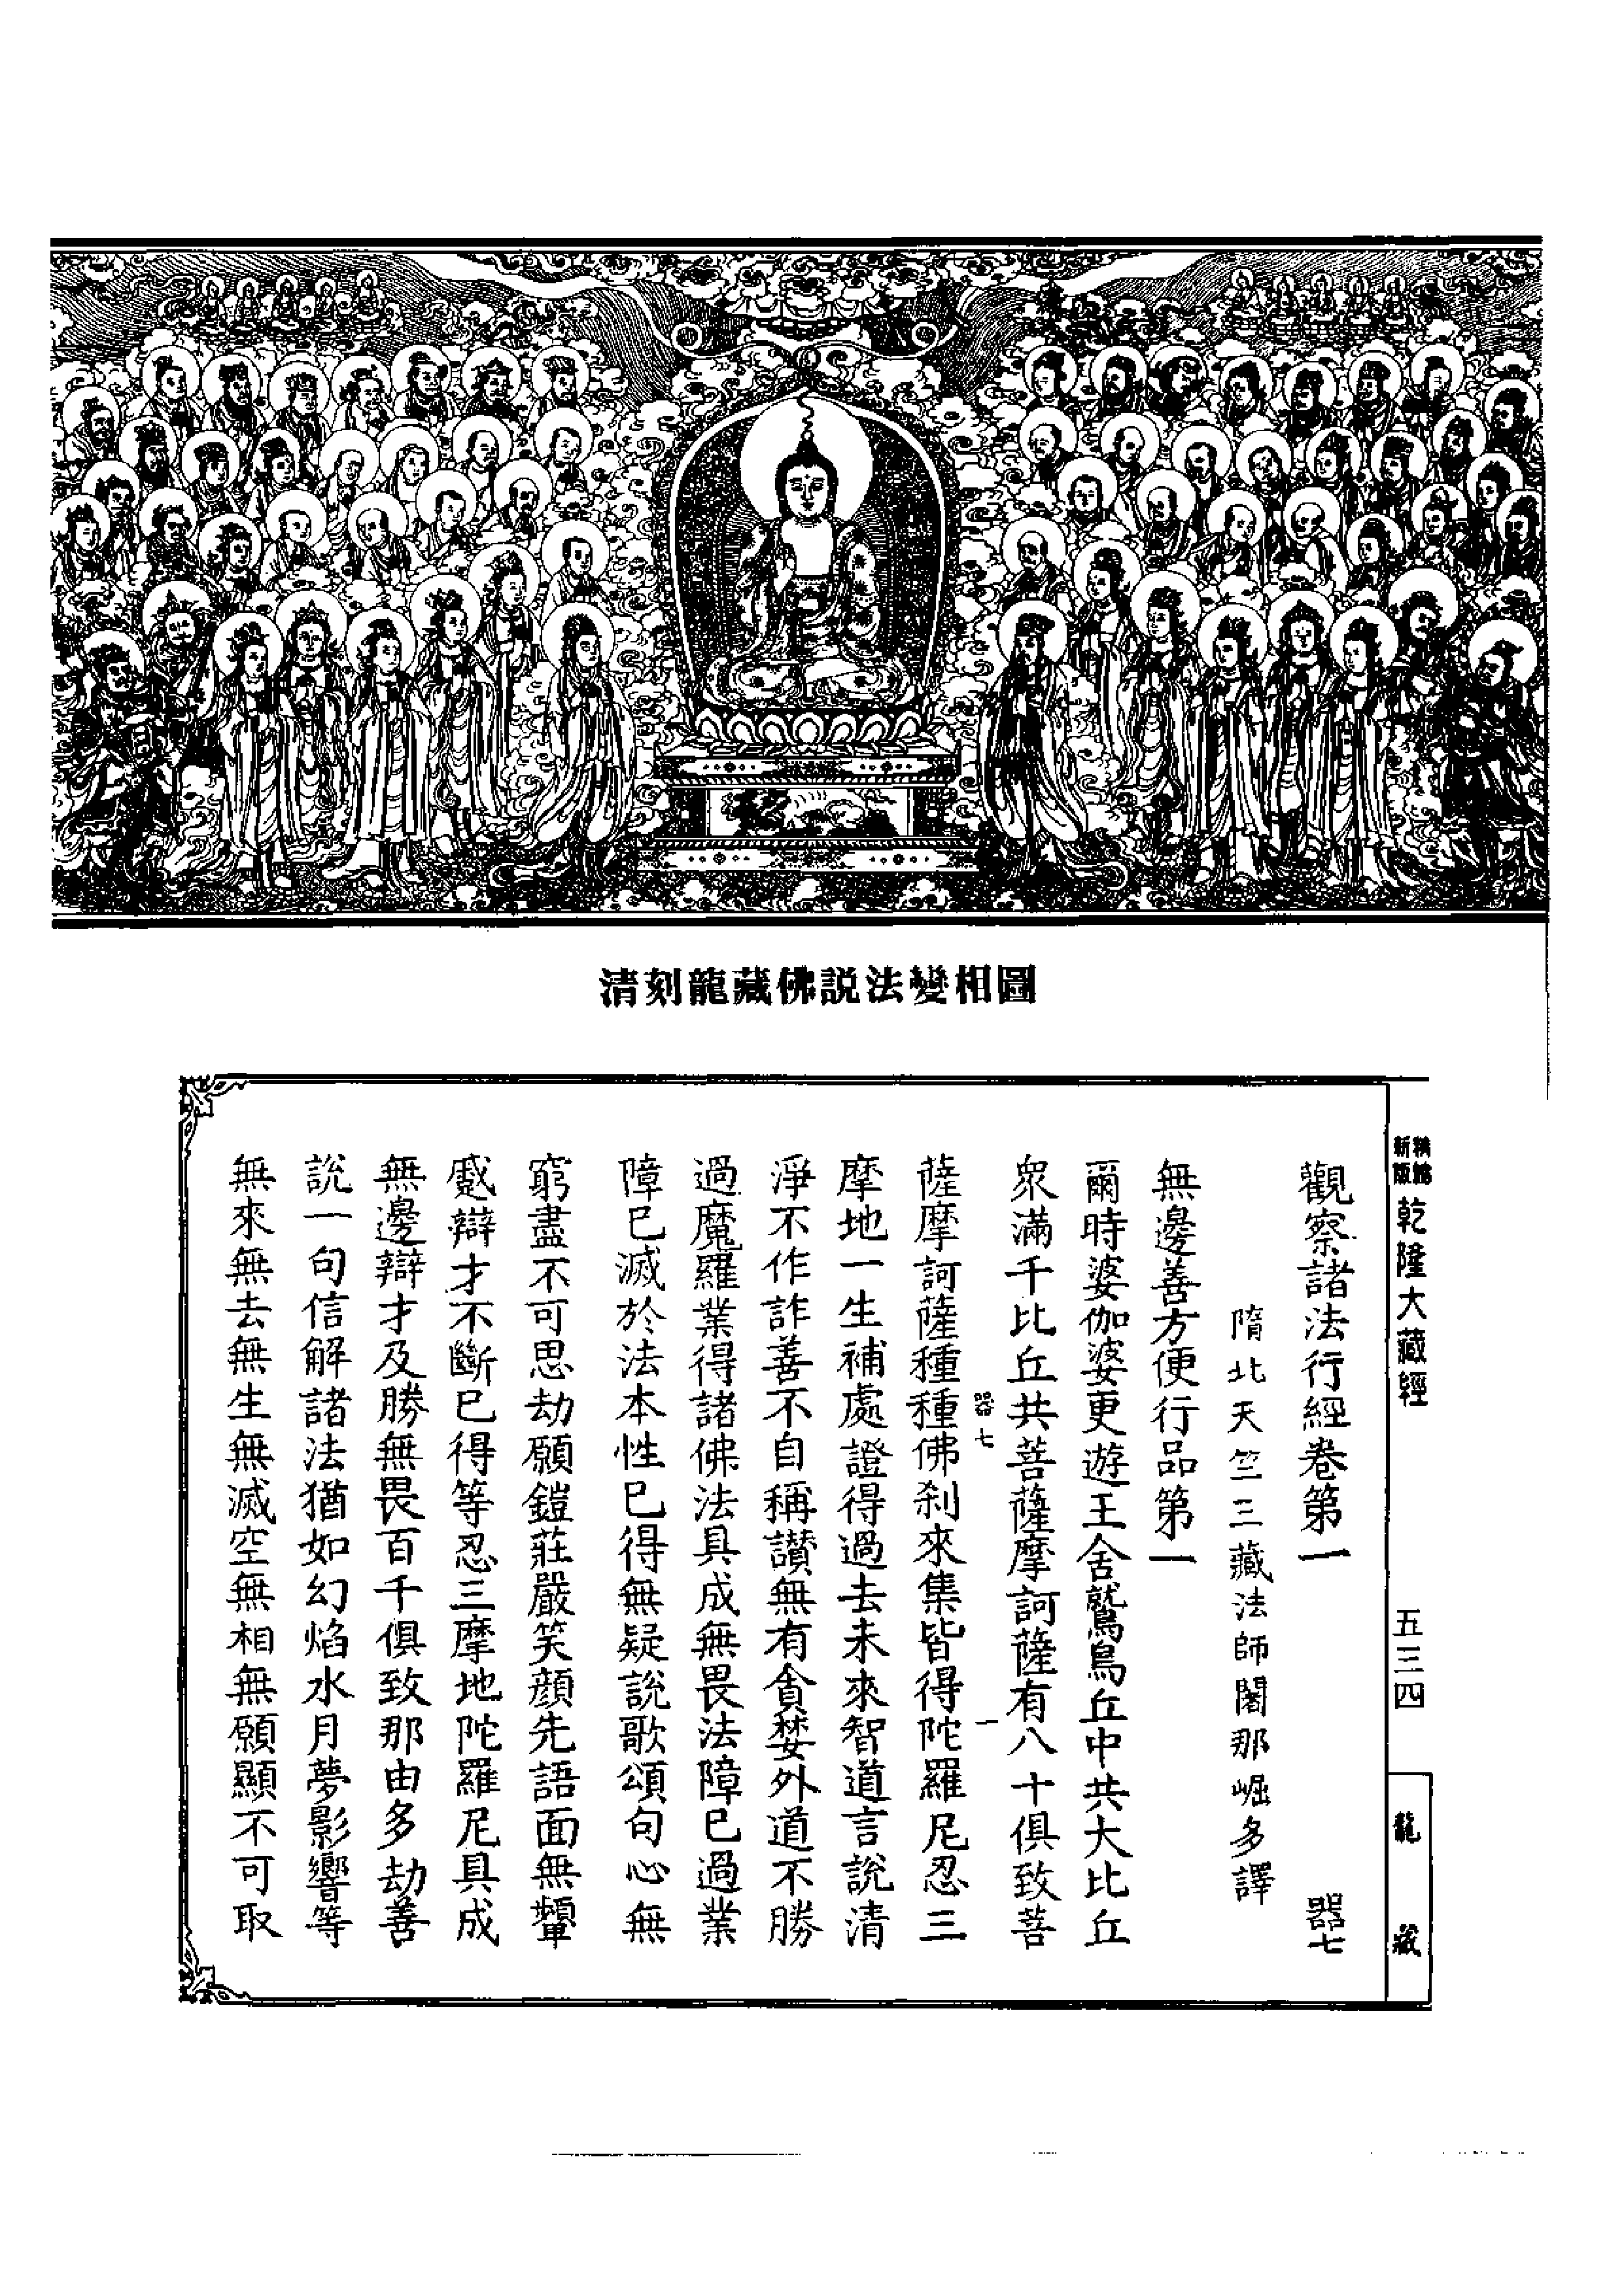 清刻龍藏佛説法變相圖
新版
精縮
乾隆大藏經
五三四
龍藏
觀察諸法行經卷第一
器七
隋北天竺三藏法師闍那崛多譯
無邊善方便行品第一
爾時婆伽婆更遊王舍鷲鳥丘中共大比丘
眾滿千比丘共菩薩摩訶薩有八十俱致菩
器七
一
薩摩訶薩種種佛刹來集皆得陀羅尼忍三
摩地一生補處證得過去未來智道言說清
淨不作詐善不自稱讃無有貪婪外道不勝
過魔羅業得諸佛法具成無畏法障已過業
障已滅於法本性已得無疑說歌頌句心無
窮盡不可思劫願鎧莊嚴笑顏先語面無顰
蹙辯才不斷已得等忍三摩地陀羅尼具成
無邊辯才及勝無畏百千俱致那由多劫善
說一句信解諸法猶如幻焰水月夢影響等
無來無去無生無滅空無相無願顯不可取